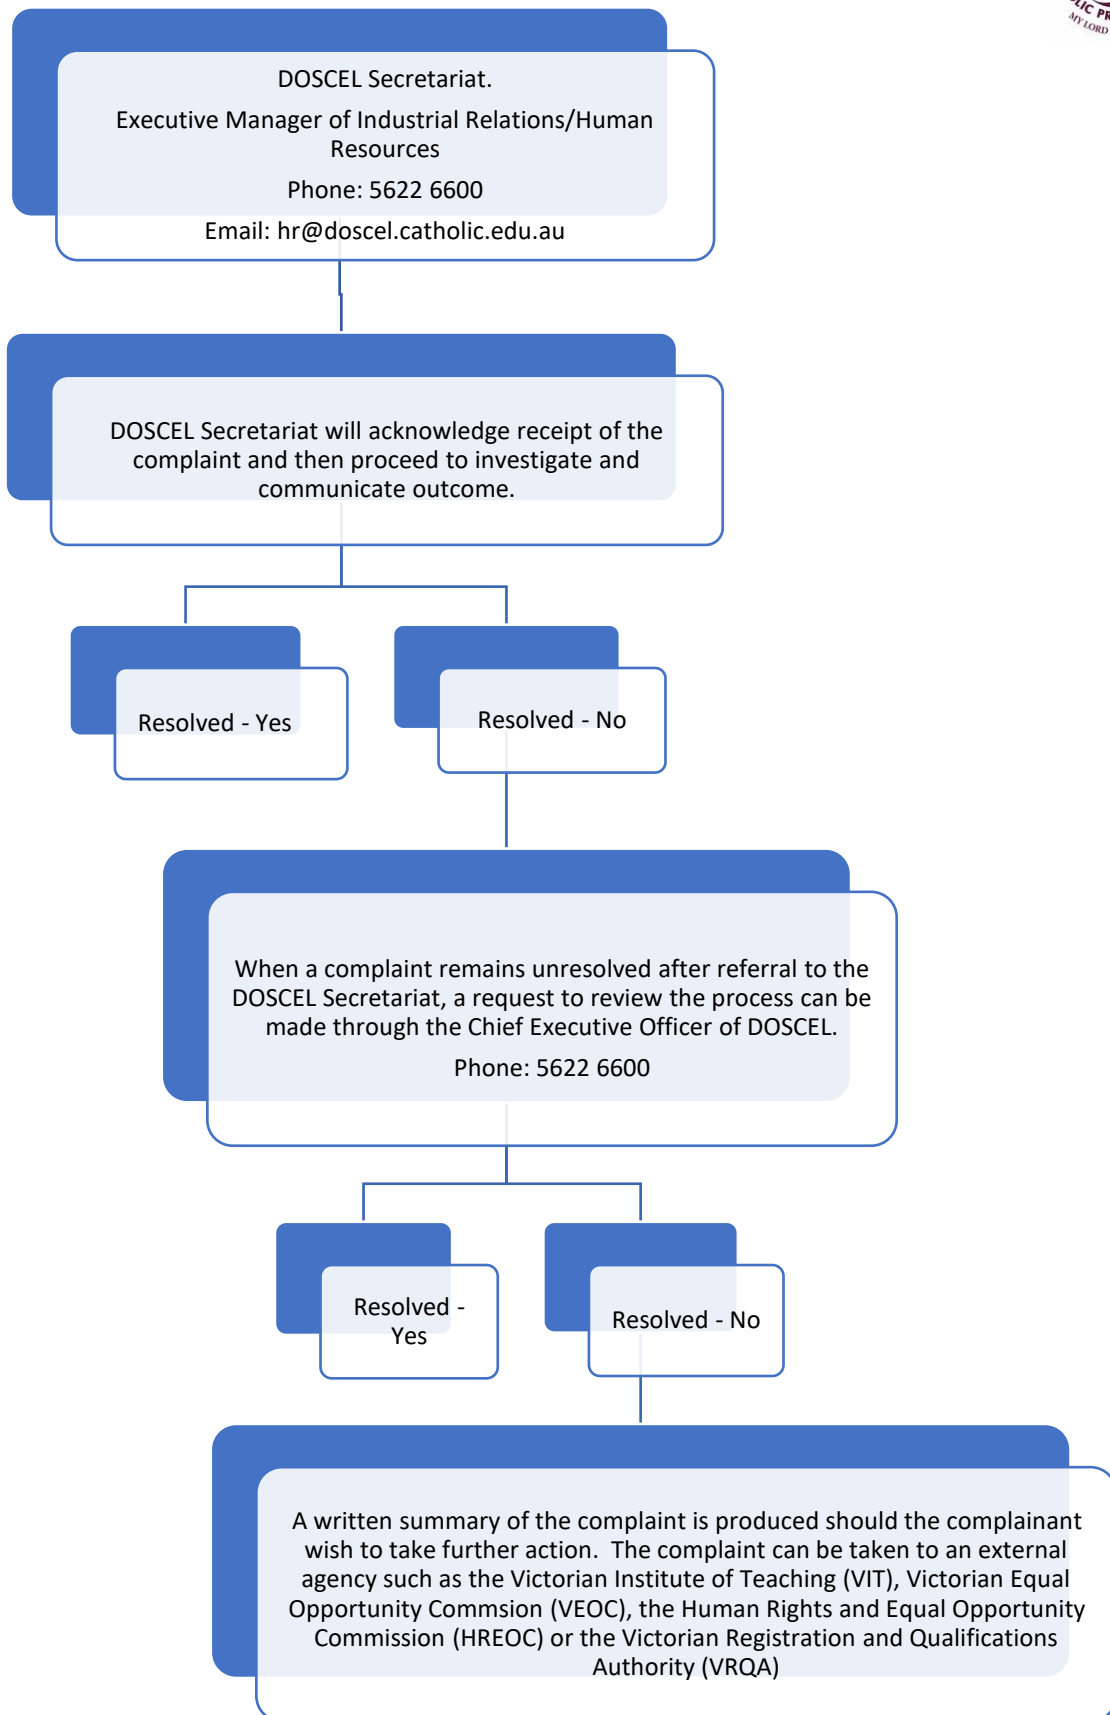 LIC PR
MY LORD
DOSCEL Secretariat.
Executive Manager of Industrial Relations/Human
Resources
Phone: 5622 6600
Email: hr@doscel.catholic.edu.au
DOSCEL Secretariat will acknowledge receipt of the
complaint and then proceed to investigate and
communicate outcome.
Resolved - Yes
Resolved - No
When a complaint remains unresolved after referral to the
DOSCEL Secretariat, a request to review the process can be
made through the Chief Executive Officer of DOSCEL.
Phone: 5622 6600
Resolved -
Yes
Resolved - No
A written summary of the complaint is produced should the complainant
wish to take further action.  The complaint can be taken to an external
agency such as the Victorian Institute of Teaching (VIT), Victorian Equal
Opportunity Commsion (VEOC), the Human Rights and Equal Opportunity
Commission (HREOC) or the Victorian Registration and Qualifications
Authority (VRQA)